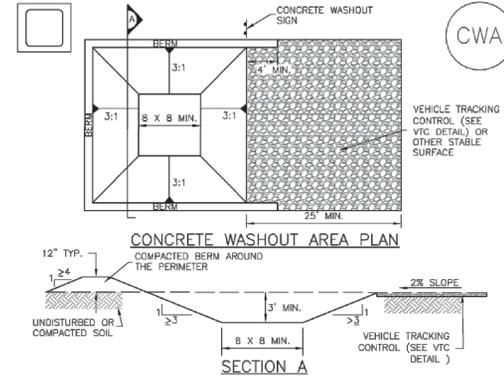 CONCRETE WASHOUT
SIGN
CWA
A
BERM
3:1
4' MIN.
3:1
8 X 8 MIN.
3:1
BERM
VEHICLE TRACKING
CONTROL (SEE
VTC DETAIL) OR
OTHER STABLE
SURFACE
3:1
BERM
25' MIN.
CONCRETE WASHOUT AREA PLAN
12" TYP.
COMPACTED BERM AROUND
THE PERIMETER
1
≥4
2% SLOPE
3' MIN.
1
≥3
1
≥3
UNDISTURBED OR
COMPACTED SOIL
8 X 8 MIN.
VEHICLE TRACKING
CONTROL (SEE VTC
DETAIL )
SECTION A